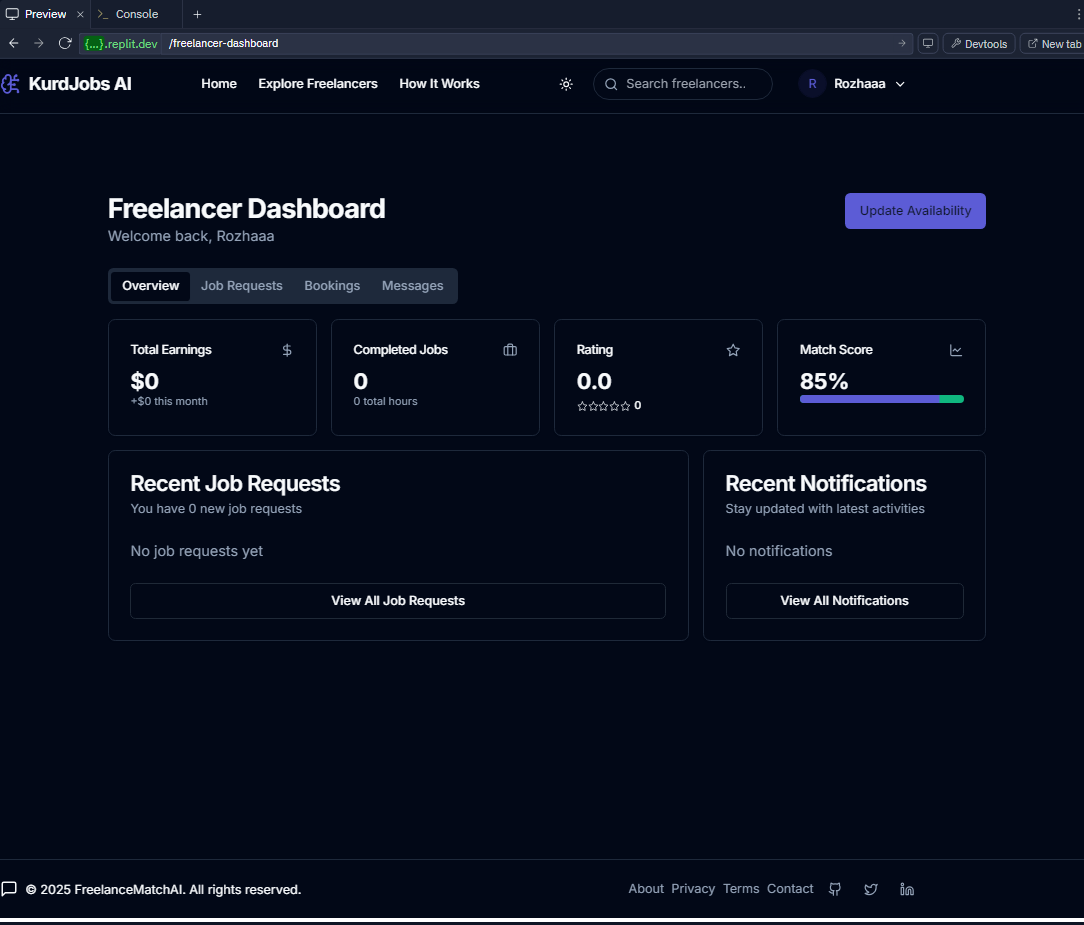 Preview
Console
{...}.replit.dev /freelancer-dashboard
Devtools
New tab
KurdJobs AI
Home
Explore Freelancers
How It Works
Search freelancers..
R
Rozhaaa
Freelancer Dashboard
Welcome back, Rozhaaa
Update Availability
Overview
Job Requests
Bookings
Messages
Total Earnings
$0
+$0 this month
Completed Jobs
0
0 total hours
Rating
0.0
0
Match Score
85%
Recent Job Requests
You have 0 new job requests
No job requests yet
View All Job Requests
Recent Notifications
Stay updated with latest activities
No notifications
View All Notifications
© 2025 FreelanceMatchAI. All rights reserved.
About
Privacy
Terms
Contact